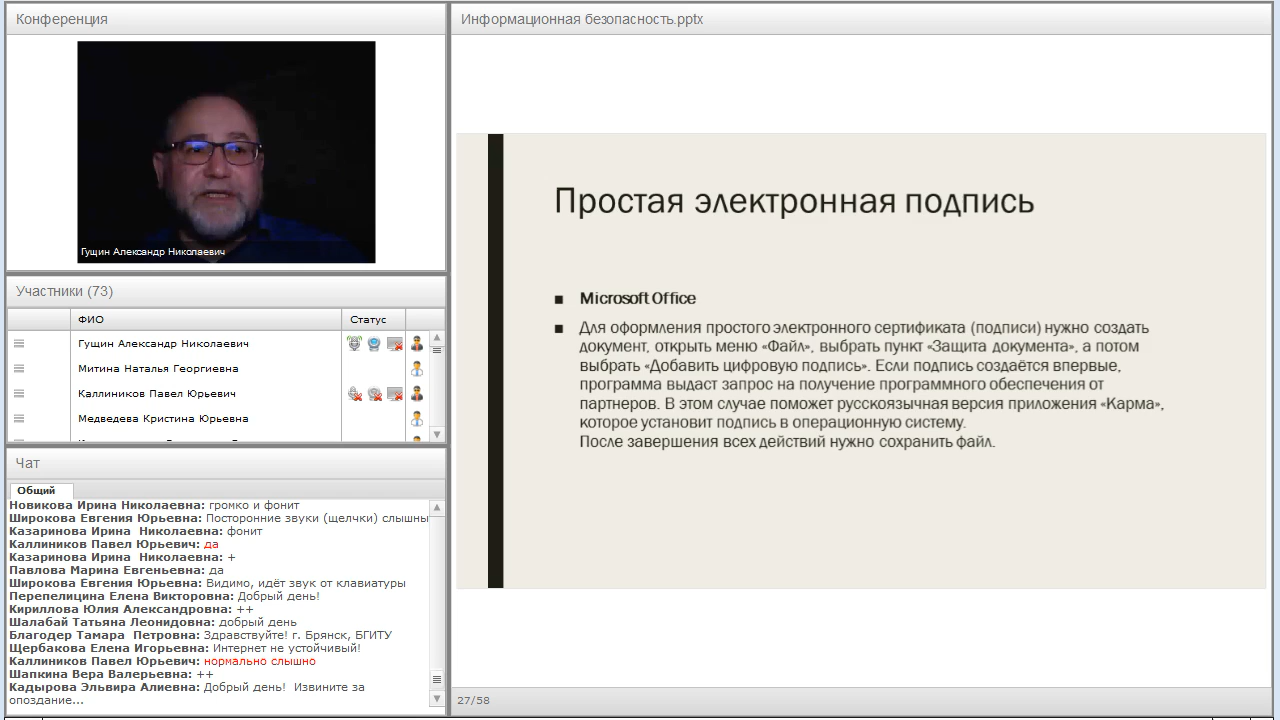 Конференция
Гущин Александр Николаевич
Участники (73)
ФИО
Статус
Гущин Александр Николаевич
Митина Наталья Георгиевна
Каллиников Павел Юрьевич
Медведева Кристина Юрьевна
Чат
Общий
Новикова Ирина Николаевна: громко и фонит
Широкова Евгения Юрьевна: Посторонние звуки (щелчки) слышны
Казаринова Ирина  Николаевна: фонит
Каллиников Павел Юрьевич: да
Казаринова Ирина  Николаевна: +
Павлова Марина Евгеньевна: да
Широкова Евгения Юрьевна: Видимо, идёт звук от клавиатуры
Перепелицина Елена Викторовна: Добрый день!
Кириллова Юлия Александровна: ++
Шалабай Татьяна Леонидовна: добрый день
Благодер Тамара  Петровна: Здравствуйте! г. Брянск, БГИТУ
Щербакова Елена Игорьевна: Интернет не устойчивый!
Каллиников Павел Юрьевич: нормально слышно
Шапкина Вера Валерьевна: ++
Кадырова Эльвира Алиевна: Добрый день!  Извините за
опоздание...
Информационная безопасность.pptx
Простая электронная подпись
■ Microsoft Office
■ Для оформления простого электронного сертификата (подписи) нужно создать
документ, открыть меню «Файл», выбрать пункт «Защита документа», а потом
выбрать «Добавить цифровую подпись». Если подпись создаётся впервые,
программа выдаст запрос на получение программного обеспечения от
партнеров. В этом случае поможет русскоязычная версия приложения «Карма»,
которое установит подпись в операционную систему.
После завершения всех действий нужно сохранить файл.
27/58